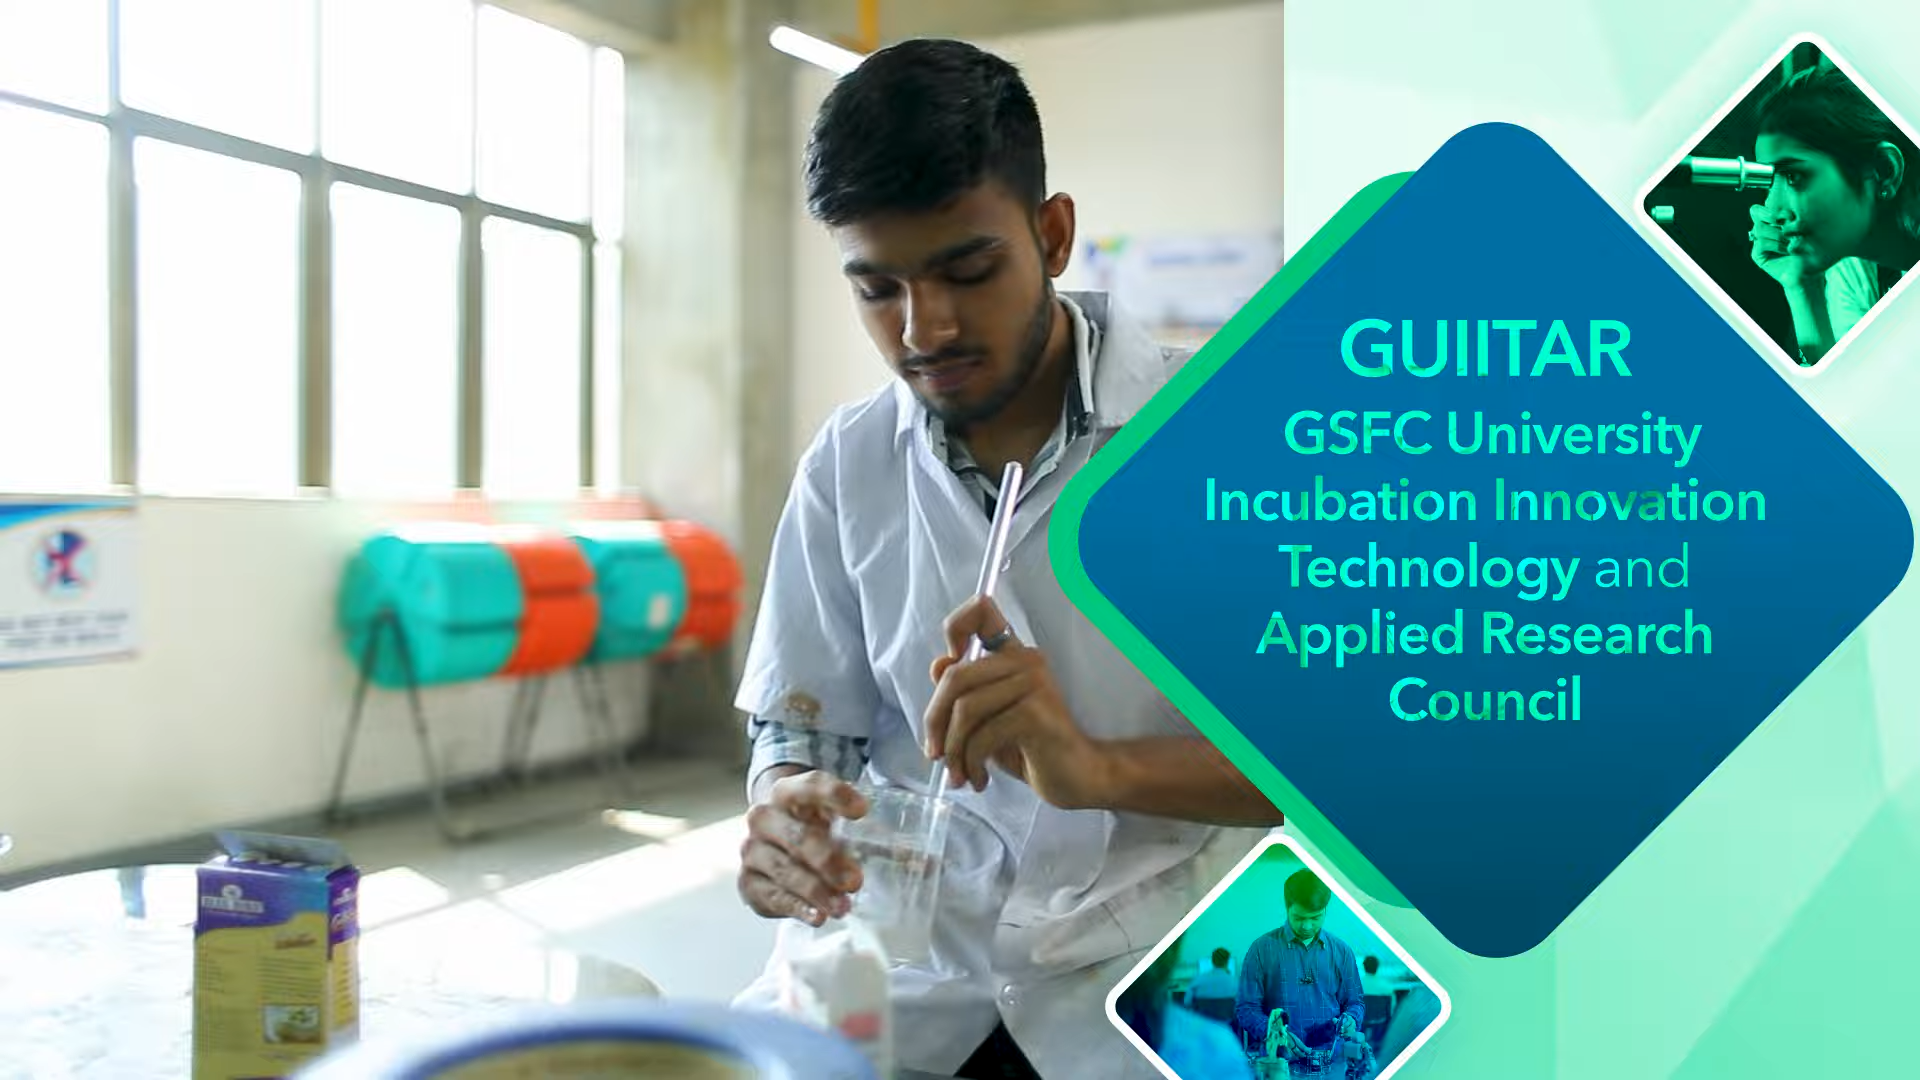 GUIITAR
GSFC University
Incubation Innovation
Technology and
Applied Research
Council